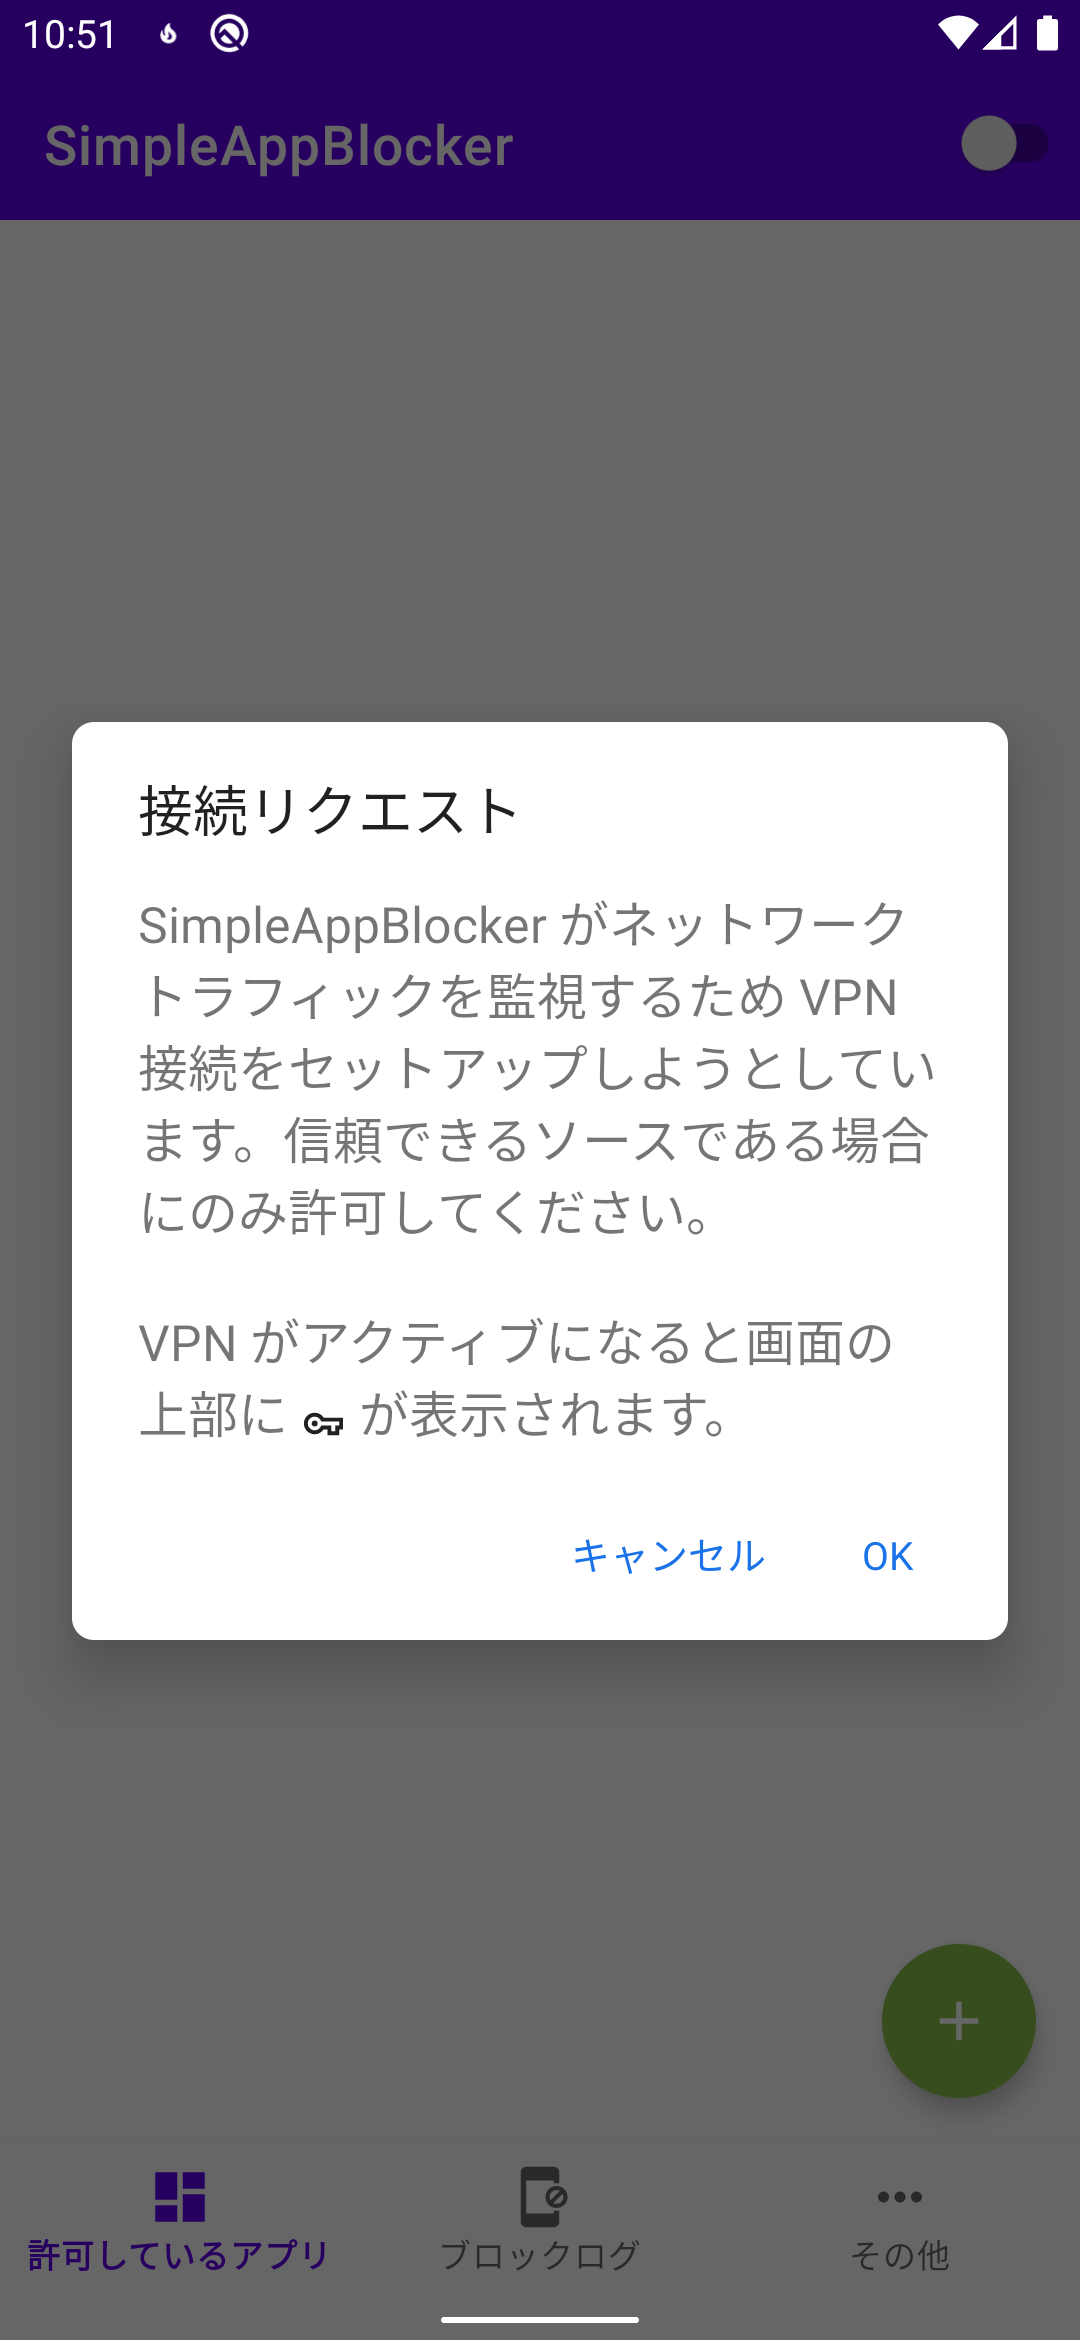 10:51
SimpleAppBlocker
接続リクエスト
SimpleAppBlocker がネットワーク
トラフィックを監視するため VPN
接続をセットアップしようとしてい
ます。信頼できるソースである場合
にのみ許可してください。
VPN がアクティブになると画面の
上部に が表示されます。
キャンセル OK
許可しているアプリ ブロックログ その他